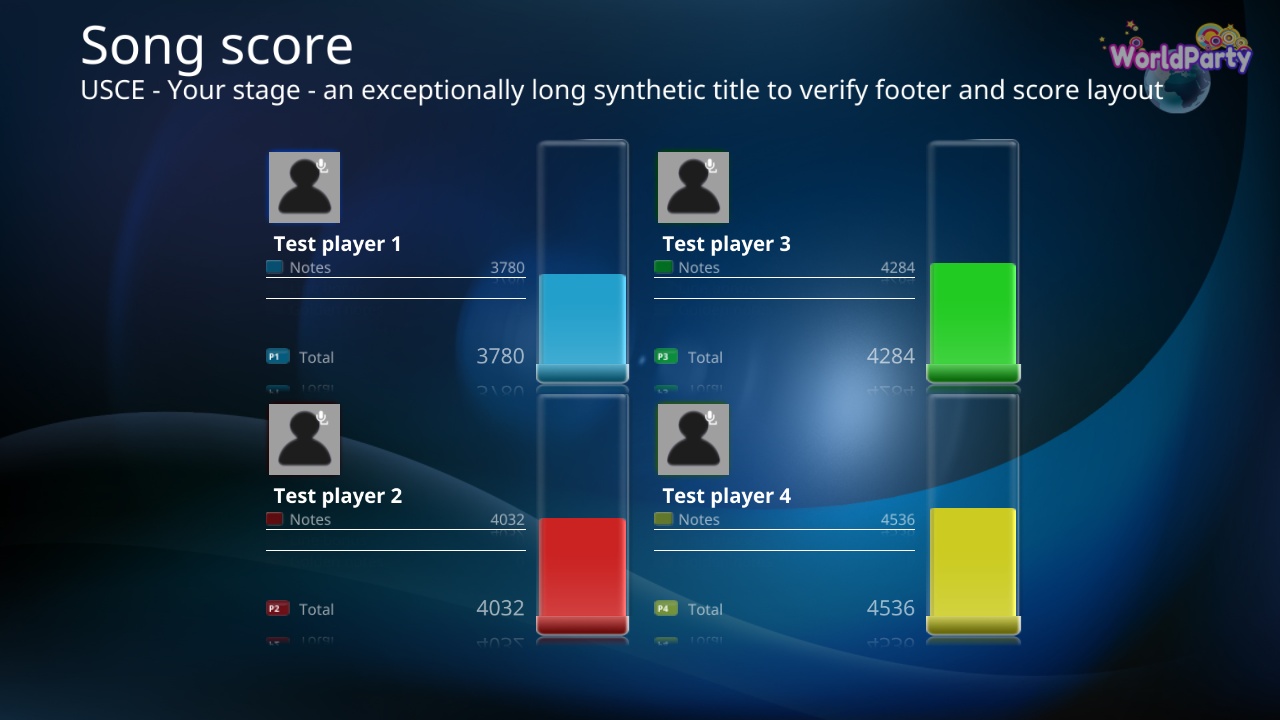 Song score
WorldParty
USCE - Your stage - an exceptionally long synthetic title to verify footer and score layout
Test player 1
Notes 3780
P1 Total 3780
Test player 3
Notes 4284
P3 Total 4284
Test player 2
Notes 4032
P2 Total 4032
Test player 4
Notes 4536
P4 Total 4536